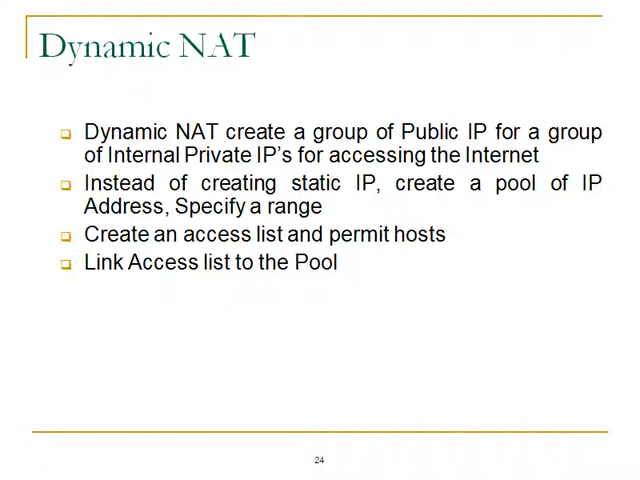 Dynamic NAT
Dynamic NAT create a group of Public IP for a group
of Internal Private IP's for accessing the Internet
Instead of creating static IP, create a pool of IP
Address, Specify a range
Create an access list and permit hosts
Link Access list to the Pool
24